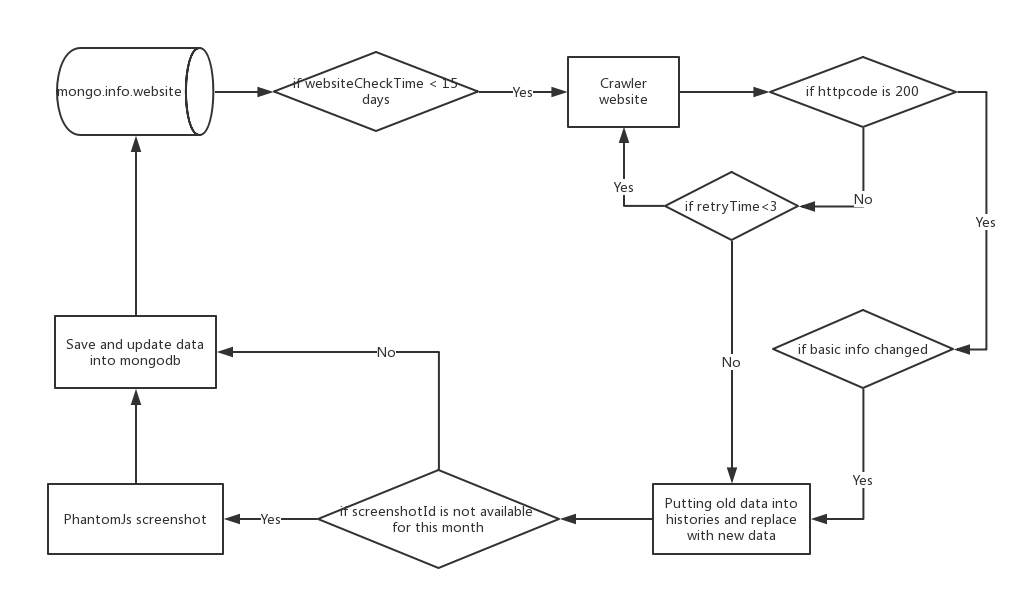 mongo.info.website
if websiteCheckTime < 15
days
Yes
Crawler
website
if httpcode is 200
Yes
if retryTime<3
No
Yes
Save and update data
into mongodb
No
No
if basic info changed
Yes
PhantomJs screenshot
Yes
if screenshotId is not available
for this month
Putting old data into
histories and replace
with new data